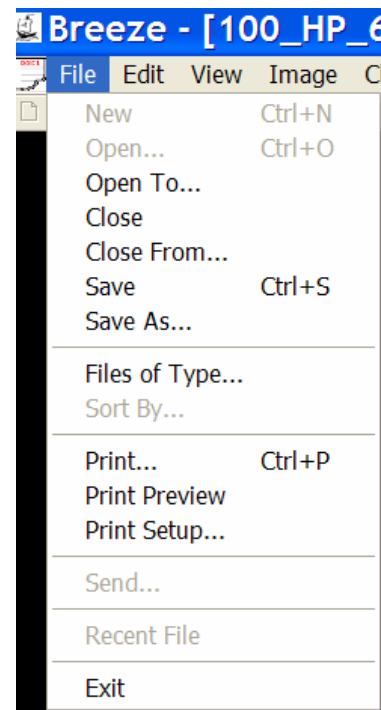 Breeze - [100_HP_6
File Edit View Image
New Ctrl+N
Open... Ctrl+O
Open To...
Close
Close From...
Save Ctrl+S
Save As...
Files of Type...
Sort By...
Print... Ctrl+P
Print Preview
Print Setup...
Send...
Recent File
Exit